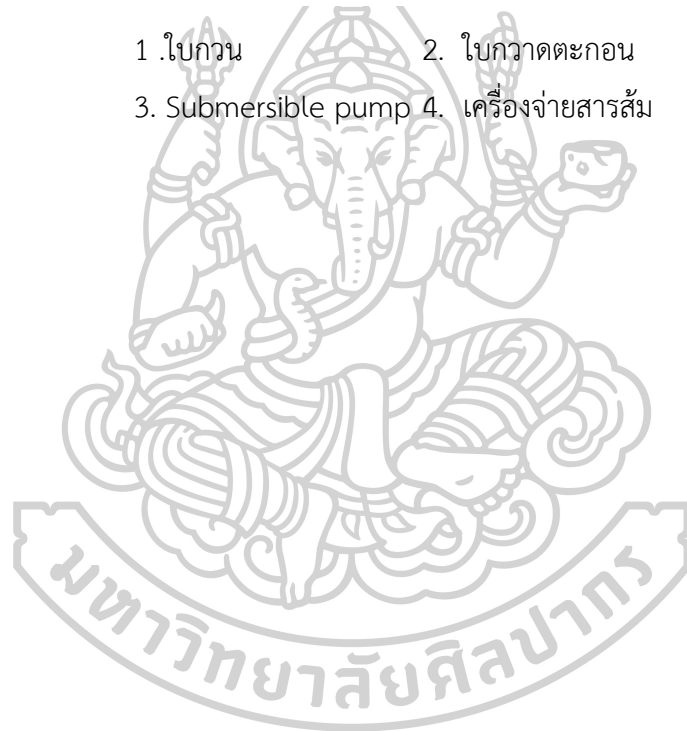 1 .ใบกวน 2. ใบกวาดตะกอน
3. Submersible pump 4. เครื่องจ่ายสารส้ม
มหาวิทยาลัยศิลปากร